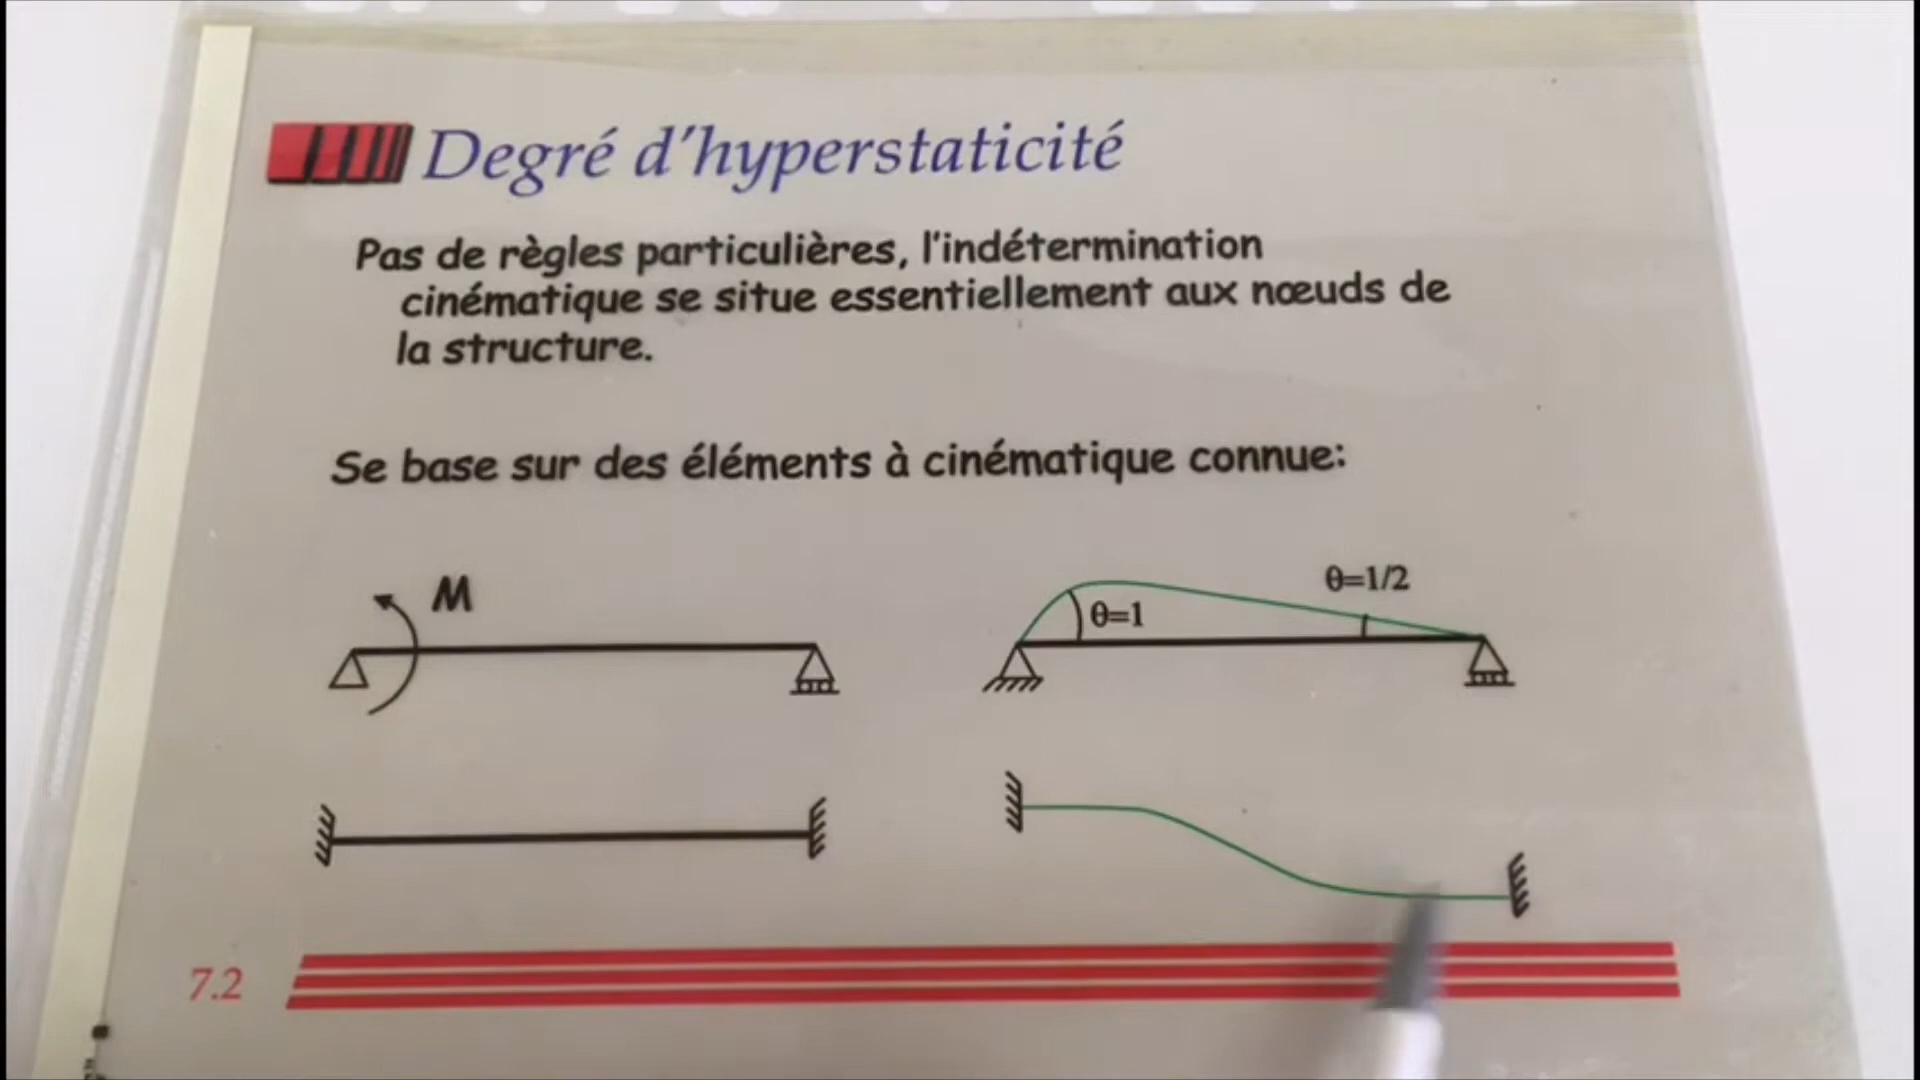 Degré d'hyperstaticité
Pas de règles particulières, l'indétermination
cinématique se situe essentiellement aux nœuds de
la structure.
Se base sur des éléments à cinématique connue:
M
θ=1
θ=1/2
7.2